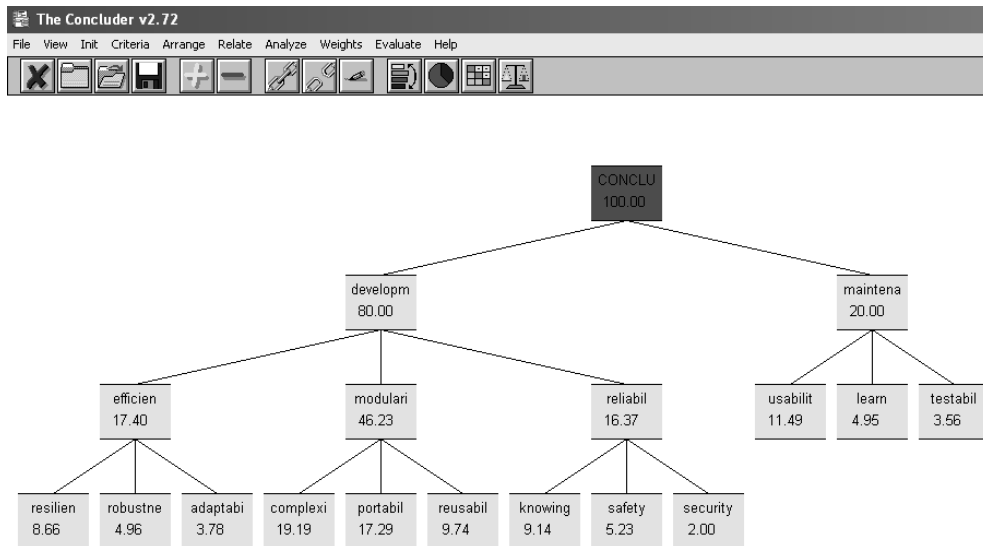 The Concluder v2.72
File View Init Criteria Arrange Relate Analyze Weights Evaluate Help
CONCLU
100.00
developm
80.00
maintena
20.00
efficien
17.40
modulari
46.23
reliabil
16.37
usabilit
11.49
learn
4.95
testabil
3.56
resilien
8.66
robustne
4.96
adaptabi
3.78
complexi
19.19
portabil
17.29
reusabil
9.74
knowing
9.14
safety
5.23
security
2.00